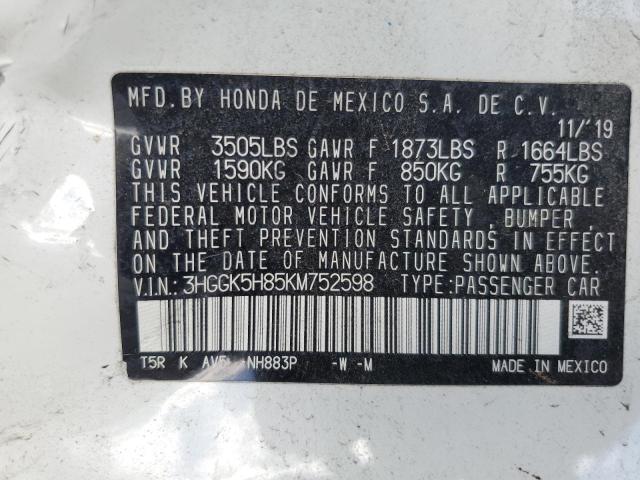 MFD. BY HONDA DE MEXICO S.A. DE C.V.
11/'19
GVWR 3505LBS GAWR F 1873LBS R 1664LBS
GVWR 1590KG GAWR F 850KG R 755KG
THIS VEHICLE CONFORMS TO ALL APPLICABLE
FEDERAL MOTOR VEHICLE SAFETY, BUMPER,
AND THEFT PREVENTION STANDARDS IN EFFECT
ON THE DATE OF MANUFACTURE SHOWN ABOVE.
V.I.N.: 3HGGK5H85KM752598 TYPE: PASSENGER CAR
T5R K NH883P -W -M MADE IN MEXICO